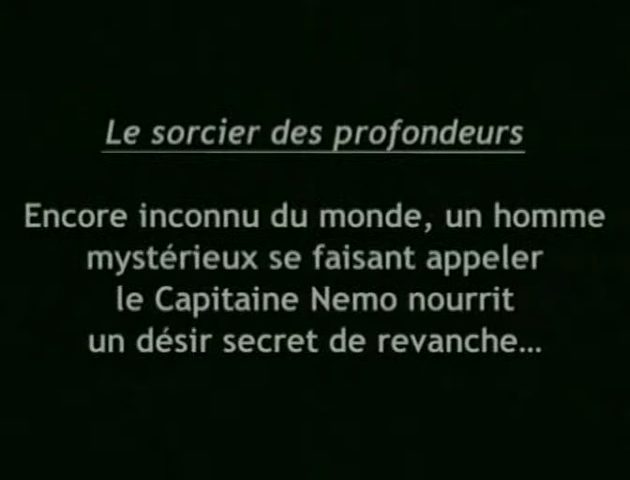 Le sorcier des profondeurs
Encore inconnu du monde, un homme
mystérieux se faisant appeler
le Capitaine Nemo nourrit
un désir secret de revanche...